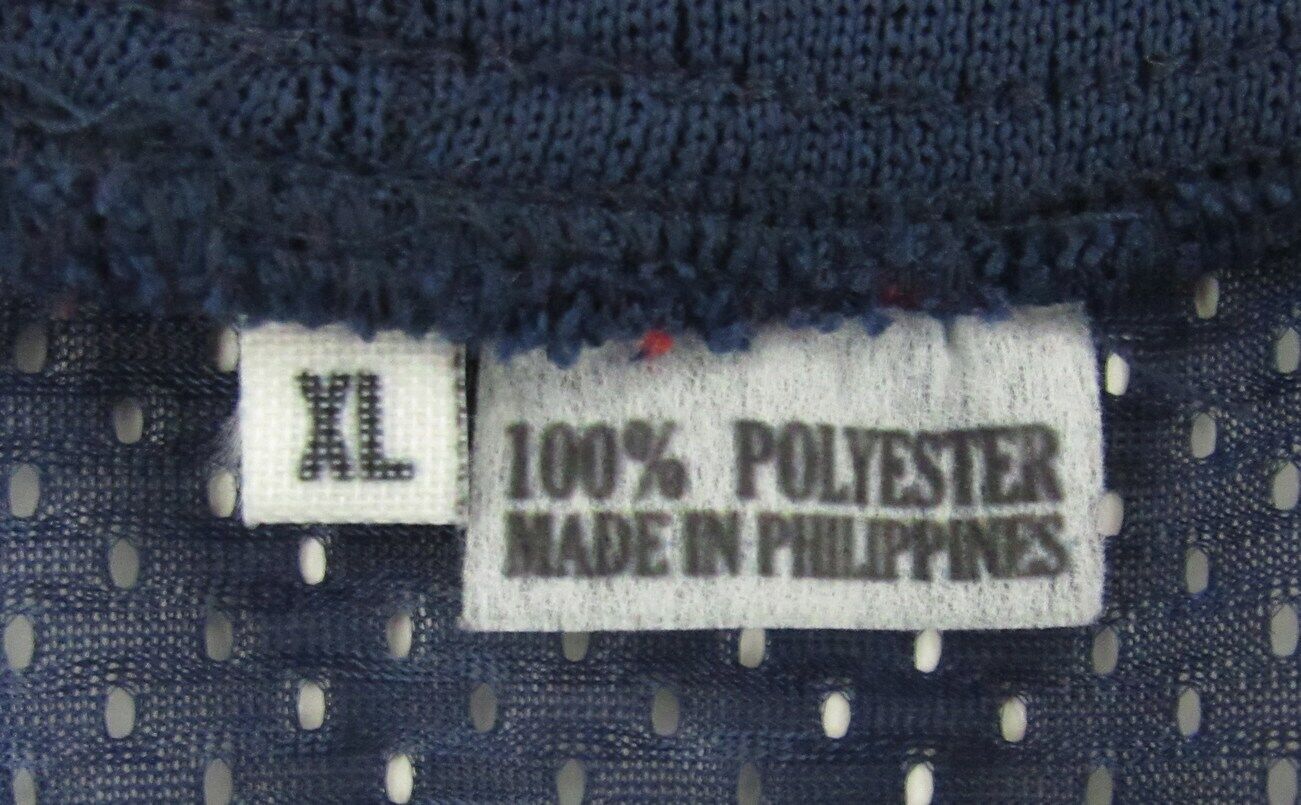 XL
100% POLYESTER
MADE IN PHILIPPINES